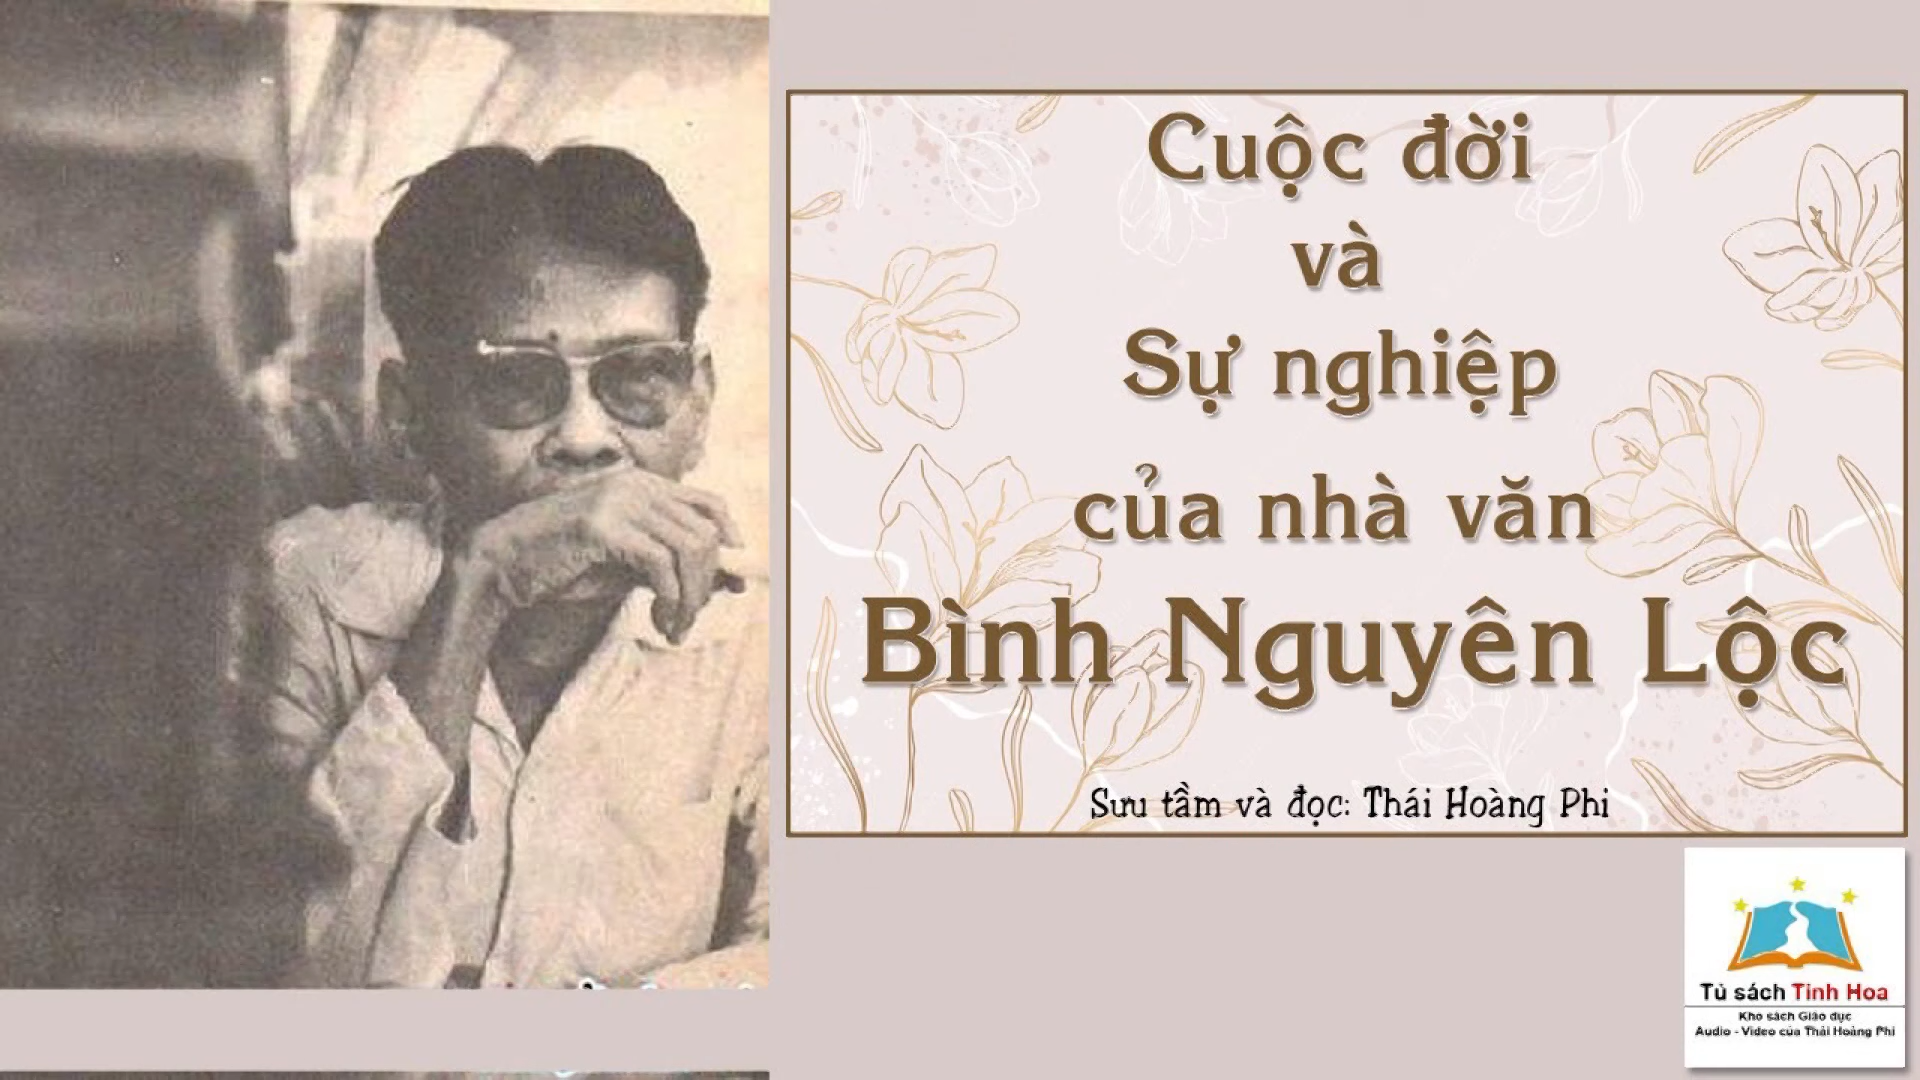 Cuộc đời
và
Sự nghiệp
của nhà văn
Bình Nguyên Lộc
Sưu tầm và đọc: Thái Hoàng Phi
Tủ sách Tinh Hoa
Kho sách Giáo dục
Audio - Video của Thái Hoàng Phi